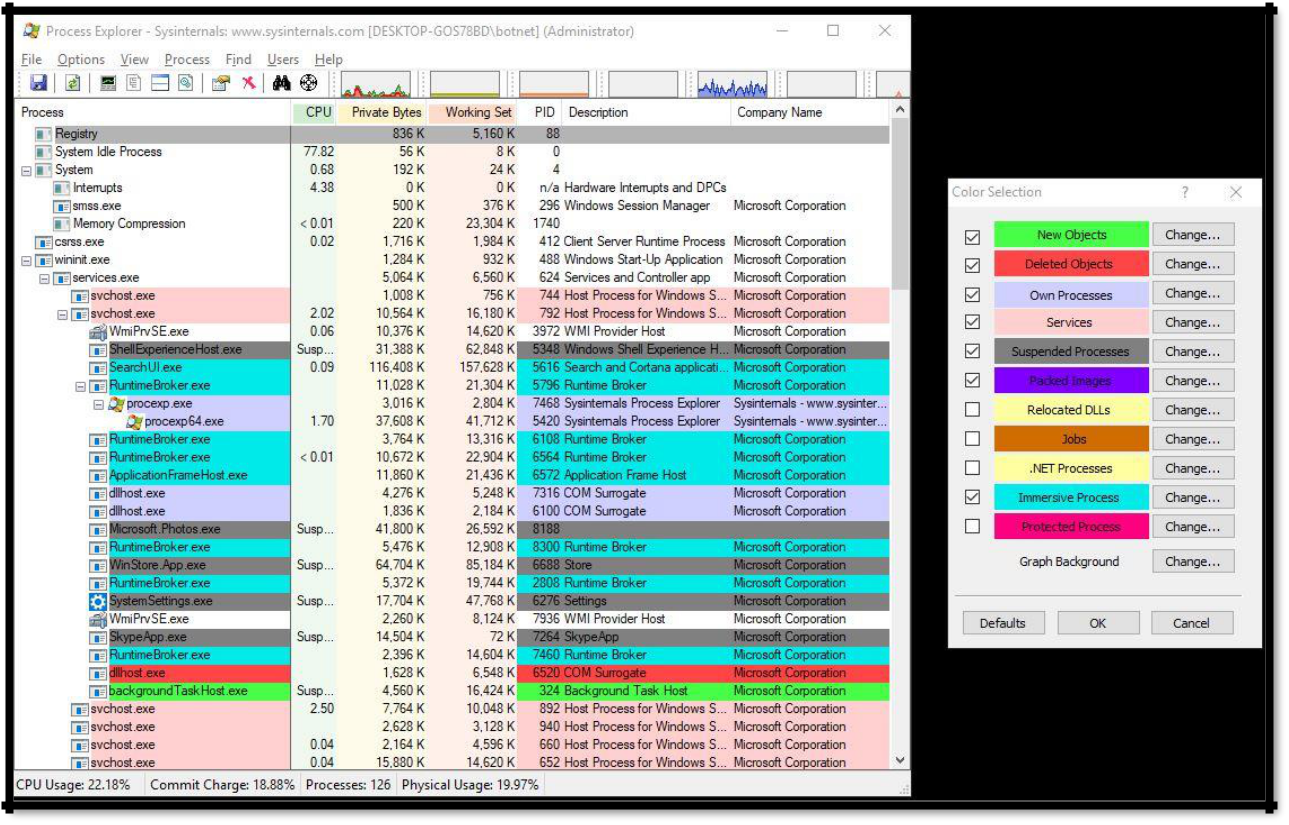 Process Explorer - Sysinternals: www.sysinternals.com [DESKTOP-GOS78BD\botnet] (Administrator)
File Options View Process Find Users Help
Process CPU Private Bytes Working Set PID Description Company Name
Registry 836 K 5,160 K 88
System Idle Process 77.82 56 K 8 K 0
System 0.68 192 K 24 K 4
Interrupts 4.38 0 K 0 K n/a Hardware Interrupts and DPCs
smss.exe 500 K 376 K 296 Windows Session Manager Microsoft Corporation
Memory Compression < 0.01 220 K 23,304 K 1740
csrss.exe 0.02 1,716 K 1,984 K 412 Client Server Runtime Process Microsoft Corporation
wininit.exe 1,284 K 932 K 488 Windows Start-Up Application Microsoft Corporation
services.exe 5,064 K 6,560 K 624 Services and Controller app Microsoft Corporation
svchost.exe 1,008 K 756 K 744 Host Process for Windows S... Microsoft Corporation
svchost.exe 2.02 10,564 K 16,180 K 792 Host Process for Windows S... Microsoft Corporation
WmiPrvSE.exe 0.06 10,376 K 14,620 K 3972 WMI Provider Host Microsoft Corporation
ShellExperienceHost.exe Susp... 31,388 K 62,848 K 5348 Windows Shell Experience H... Microsoft Corporation
SearchUI.exe 0.09 116,408 K 157,628 K 5616 Search and Cortana applicati... Microsoft Corporation
RuntimeBroker.exe 11,028 K 21,304 K 5796 Runtime Broker Microsoft Corporation
procexp.exe 3,016 K 2,804 K 7468 Sysinternals Process Explorer Sysinternals - www.sysinter...
procexp64.exe 1.70 37,608 K 41,712 K 5420 Sysinternals Process Explorer Sysinternals - www.sysinter...
RuntimeBroker.exe 3,764 K 13,316 K 6108 Runtime Broker Microsoft Corporation
RuntimeBroker.exe < 0.01 10,672 K 22,904 K 6564 Runtime Broker Microsoft Corporation
ApplicationFrameHost.exe 11,860 K 21,436 K 6572 Application Frame Host Microsoft Corporation
dllhost.exe 4,276 K 5,248 K 7316 COM Surrogate Microsoft Corporation
dllhost.exe 1,836 K 2,184 K 6100 COM Surrogate Microsoft Corporation
Microsoft.Photos.exe Susp... 41,800 K 26,592 K 8188
RuntimeBroker.exe 5,476 K 12,908 K 8300 Runtime Broker Microsoft Corporation
WinStore.App.exe Susp... 64,704 K 85,184 K 6688 Store Microsoft Corporation
RuntimeBroker.exe 5,372 K 19,744 K 2808 Runtime Broker Microsoft Corporation
SystemSettings.exe Susp... 17,704 K 47,768 K 6276 Settings Microsoft Corporation
WmiPrvSE.exe 2,260 K 8,124 K 7936 WMI Provider Host Microsoft Corporation
SkypeApp.exe Susp... 14,504 K 72 K 7264 SkypeApp Microsoft Corporation
RuntimeBroker.exe 2,396 K 14,604 K 7460 Runtime Broker Microsoft Corporation
dllhost.exe 1,628 K 6,548 K 6520 COM Surrogate Microsoft Corporation
backgroundTaskHost.exe Susp... 4,560 K 16,424 K 324 Background Task Host Microsoft Corporation
svchost.exe 2.50 7,764 K 10,048 K 892 Host Process for Windows S... Microsoft Corporation
svchost.exe 2,628 K 3,128 K 940 Host Process for Windows S... Microsoft Corporation
svchost.exe 0.04 2,164 K 4,596 K 660 Host Process for Windows S... Microsoft Corporation
svchost.exe 0.04 15,880 K 14,620 K 652 Host Process for Windows S... Microsoft Corporation
CPU Usage: 22.18% Commit Charge: 18.88% Processes: 126 Physical Usage: 19.97%
Color Selection ?
New Objects Change...
Deleted Objects Change...
Own Processes Change...
Services Change...
Suspended Processes Change...
Packed Images Change...
Relocated DLLs Change...
Jobs Change...
.NET Processes Change...
Immersive Process Change...
Protected Process Change...
Graph Background Change...
Defaults OK Cancel